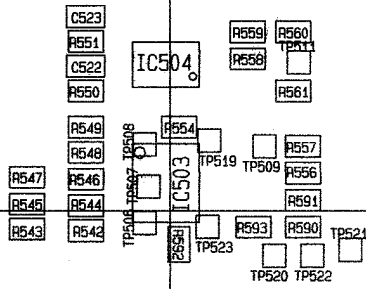 C523
R559
R560
R551
TP511
IC504
R558
C522
R550
R561
R549
TP508
R554
R557
R548
TP519
TP509
R556
R547
R546
TP507
IC503
R545
R544
R591
R543
R542
TP506
R592
TP523
R593
R590
TP521
TP520
TP522